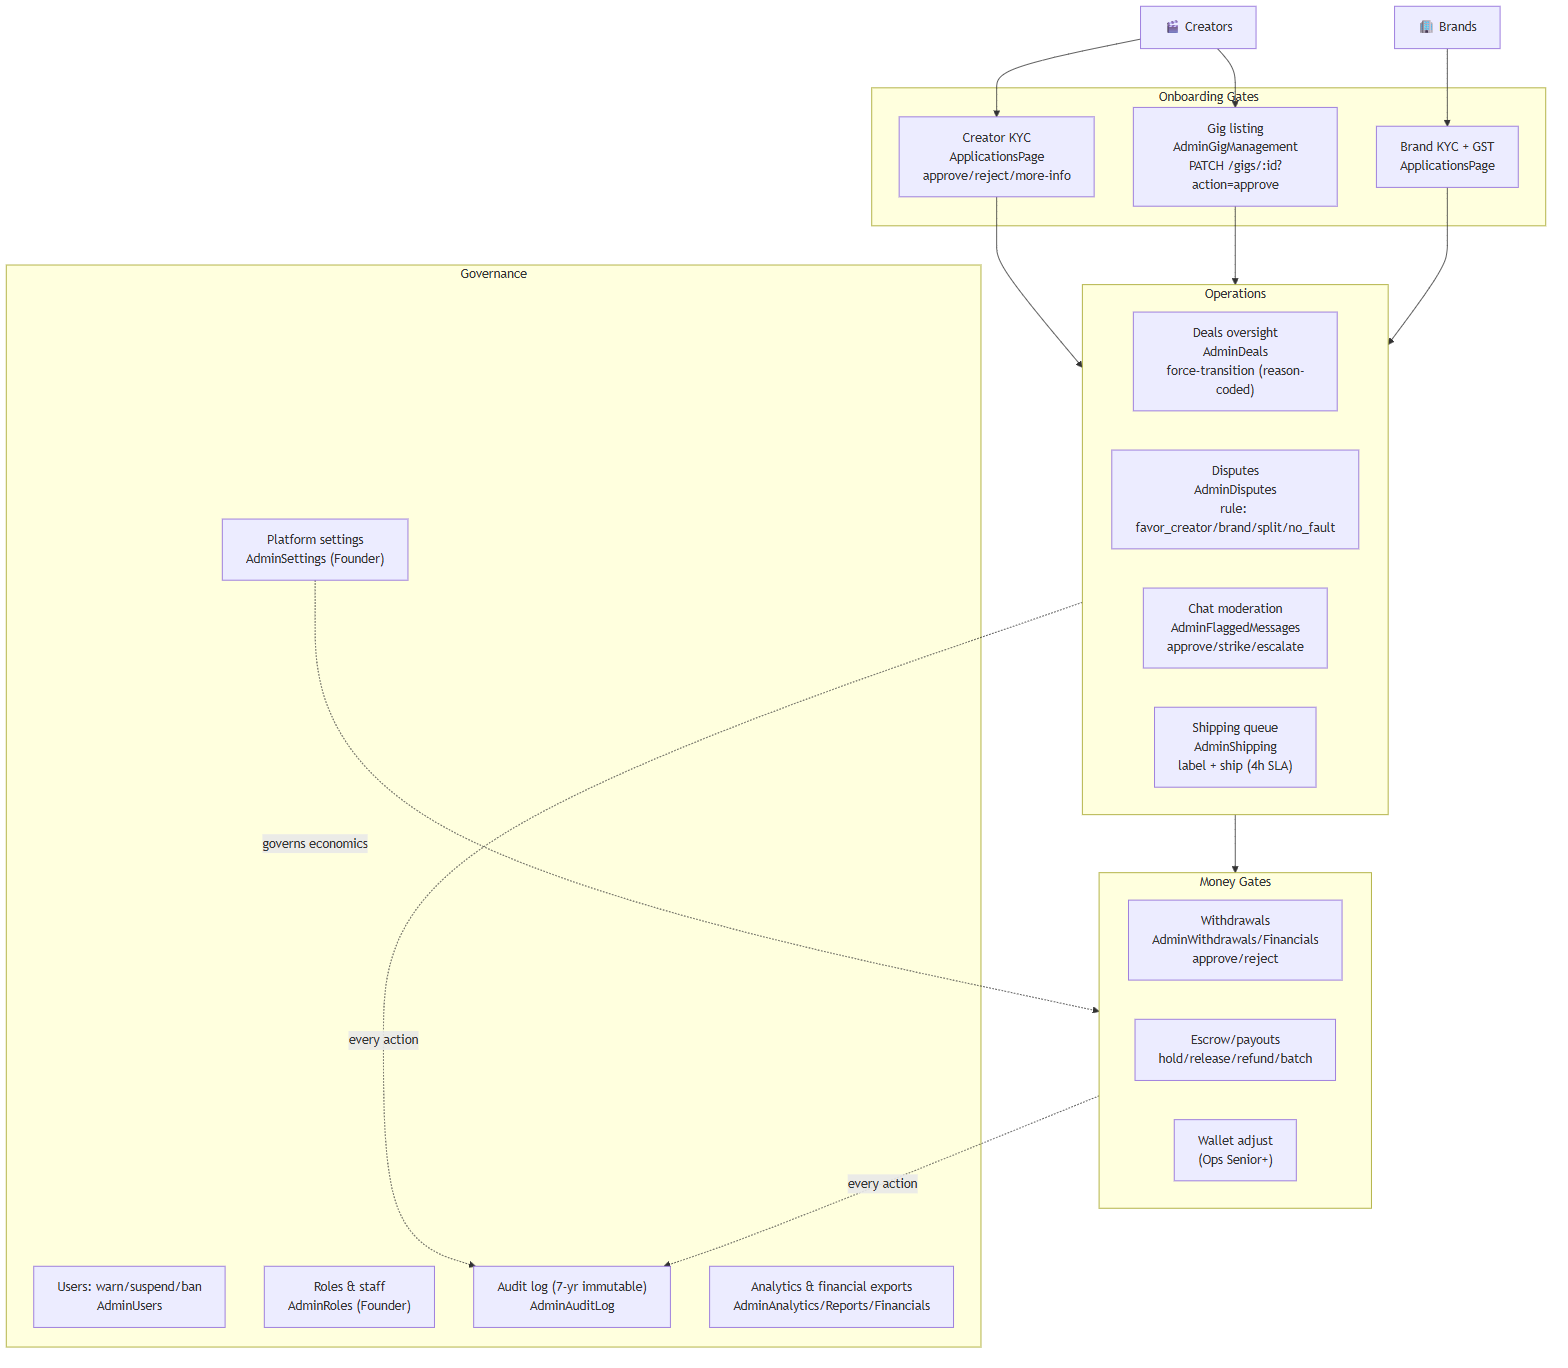 🎬 Creators
🏢 Brands
Onboarding Gates
Creator KYC
ApplicationsPage
approve/reject/more-info
Gig listing
AdminGigManagement
PATCH /gigs/:id?
action=approve
Brand KYC + GST
ApplicationsPage
Governance
Operations
Deals oversight
AdminDeals
force-transition (reason-
coded)
Disputes
AdminDisputes
rule:
favor_creator/brand/split/no_fault
Platform settings
AdminSettings (Founder)
Chat moderation
AdminFlaggedMessages
approve/strike/escalate
Shipping queue
AdminShipping
label + ship (4h SLA)
governs economics
Money Gates
Withdrawals
AdminWithdrawals/Financials
approve/reject
every action
Escrow/payouts
hold/release/refund/batch
Wallet adjust
(Ops Senior+)
every action
Users: warn/suspend/ban
AdminUsers
Roles & staff
AdminRoles (Founder)
Audit log (7-yr immutable)
AdminAuditLog
Analytics & financial exports
AdminAnalytics/Reports/Financials